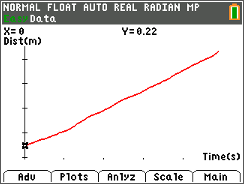 NORMAL FLOAT AUTO REAL RADIAN MP
Data
X=0 Y=0.22
Dist(m)
Time(s)
Adv Plots Anlyz Scale Main